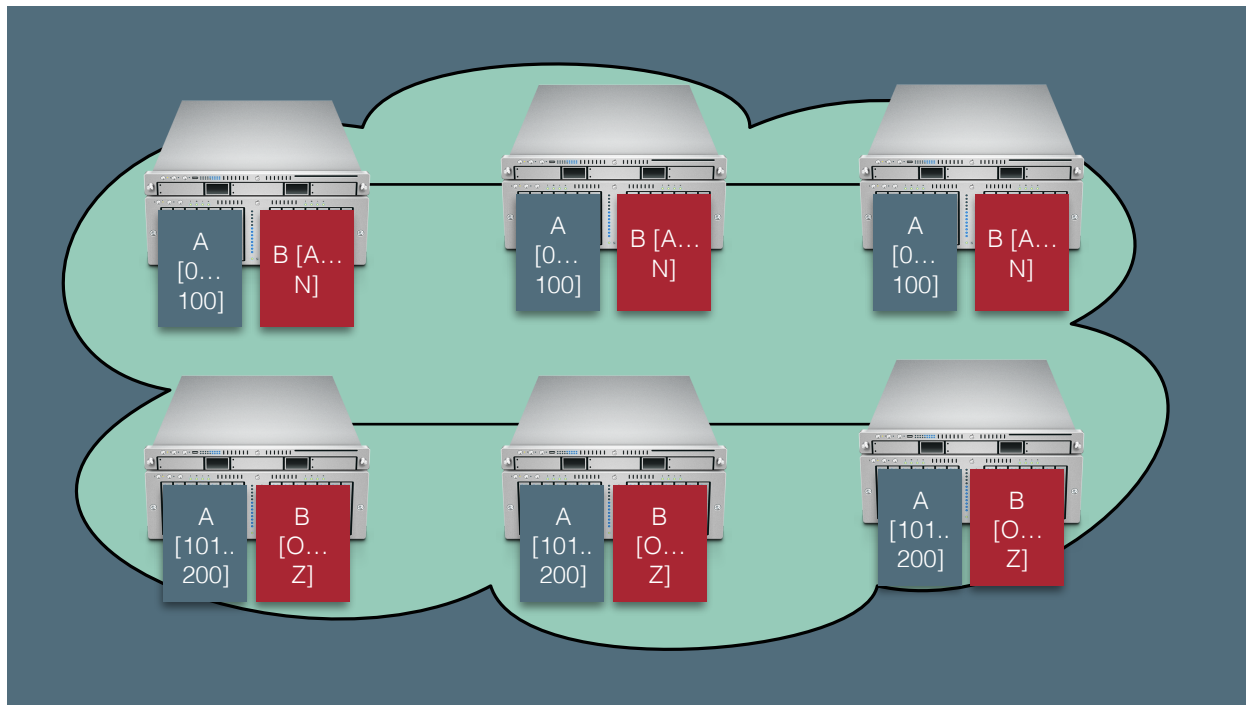 A
[0…
100]
B [A…
N]
A
[0…
100]
B [A…
N]
A
[0…
100]
B [A…
N]
A
[101..
200]
B
[O…
Z]
A
[101..
200]
B
[O…
Z]
A
[101..
200]
B
[O…
Z]